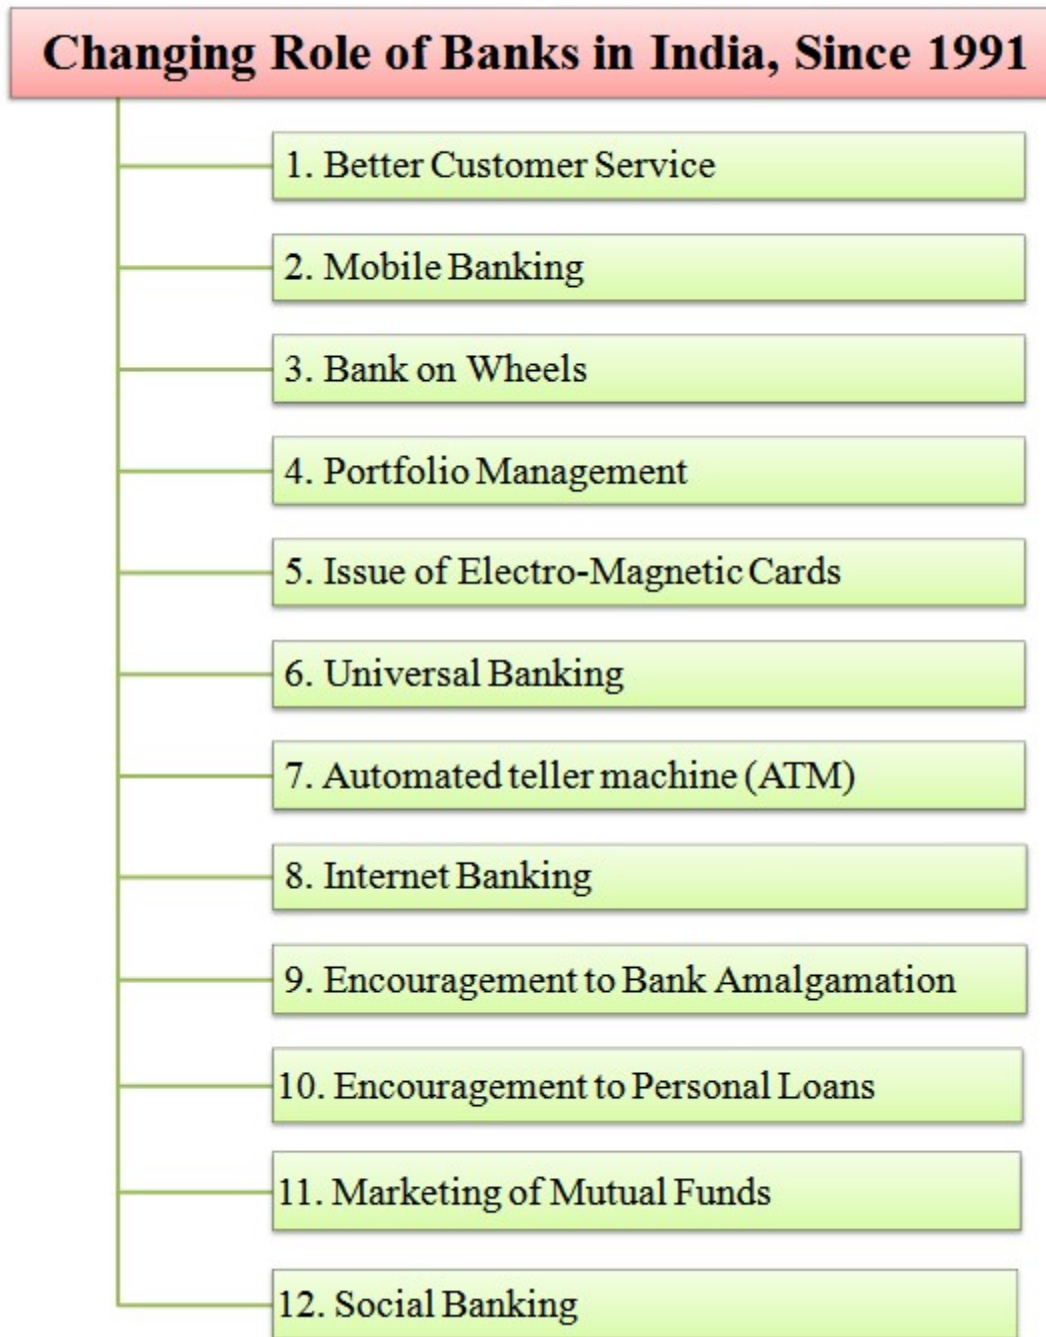 Changing Role of Banks in India, Since 1991
1. Better Customer Service
2. Mobile Banking
3. Bank on Wheels
4. Portfolio Management
5. Issue of Electro-Magnetic Cards
6. Universal Banking
7. Automated teller machine (ATM)
8. Internet Banking
9. Encouragement to Bank Amalgamation
10. Encouragement to Personal Loans
11. Marketing of Mutual Funds
12. Social Banking